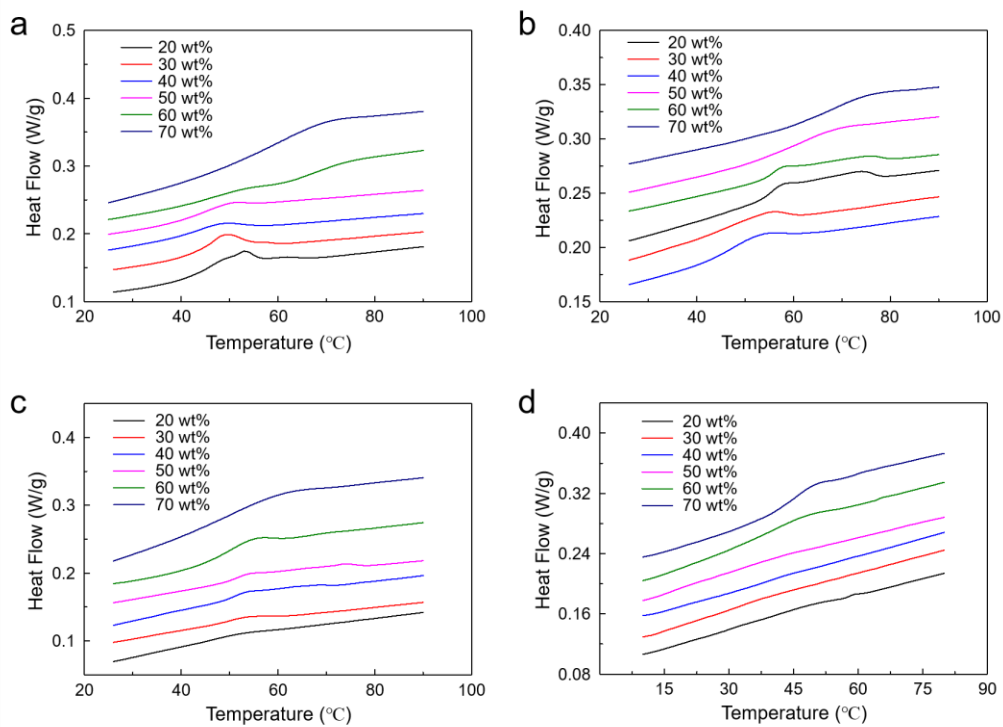 a
0.5
0.4
0.3
0.2
0.1
Heat Flow (W/g)
20 wt%
30 wt%
40 wt%
50 wt%
60 wt%
70 wt%
20 40 60 80 100
Temperature (℃)
b
0.40
0.35
0.30
0.25
0.20
0.15
Heat Flow (W/g)
20 wt%
30 wt%
40 wt%
50 wt%
60 wt%
70 wt%
20 40 60 80 100
Temperature (℃)
c
0.4
0.3
0.2
0.1
Heat Flow (W/g)
20 wt%
30 wt%
40 wt%
50 wt%
60 wt%
70 wt%
20 40 60 80 100
Temperature (℃)
d
0.40
0.32
0.24
0.16
0.08
Heat Flow (W/g)
20 wt%
30 wt%
40 wt%
50 wt%
60 wt%
70 wt%
15 30 45 60 75 90
Temperature (℃)